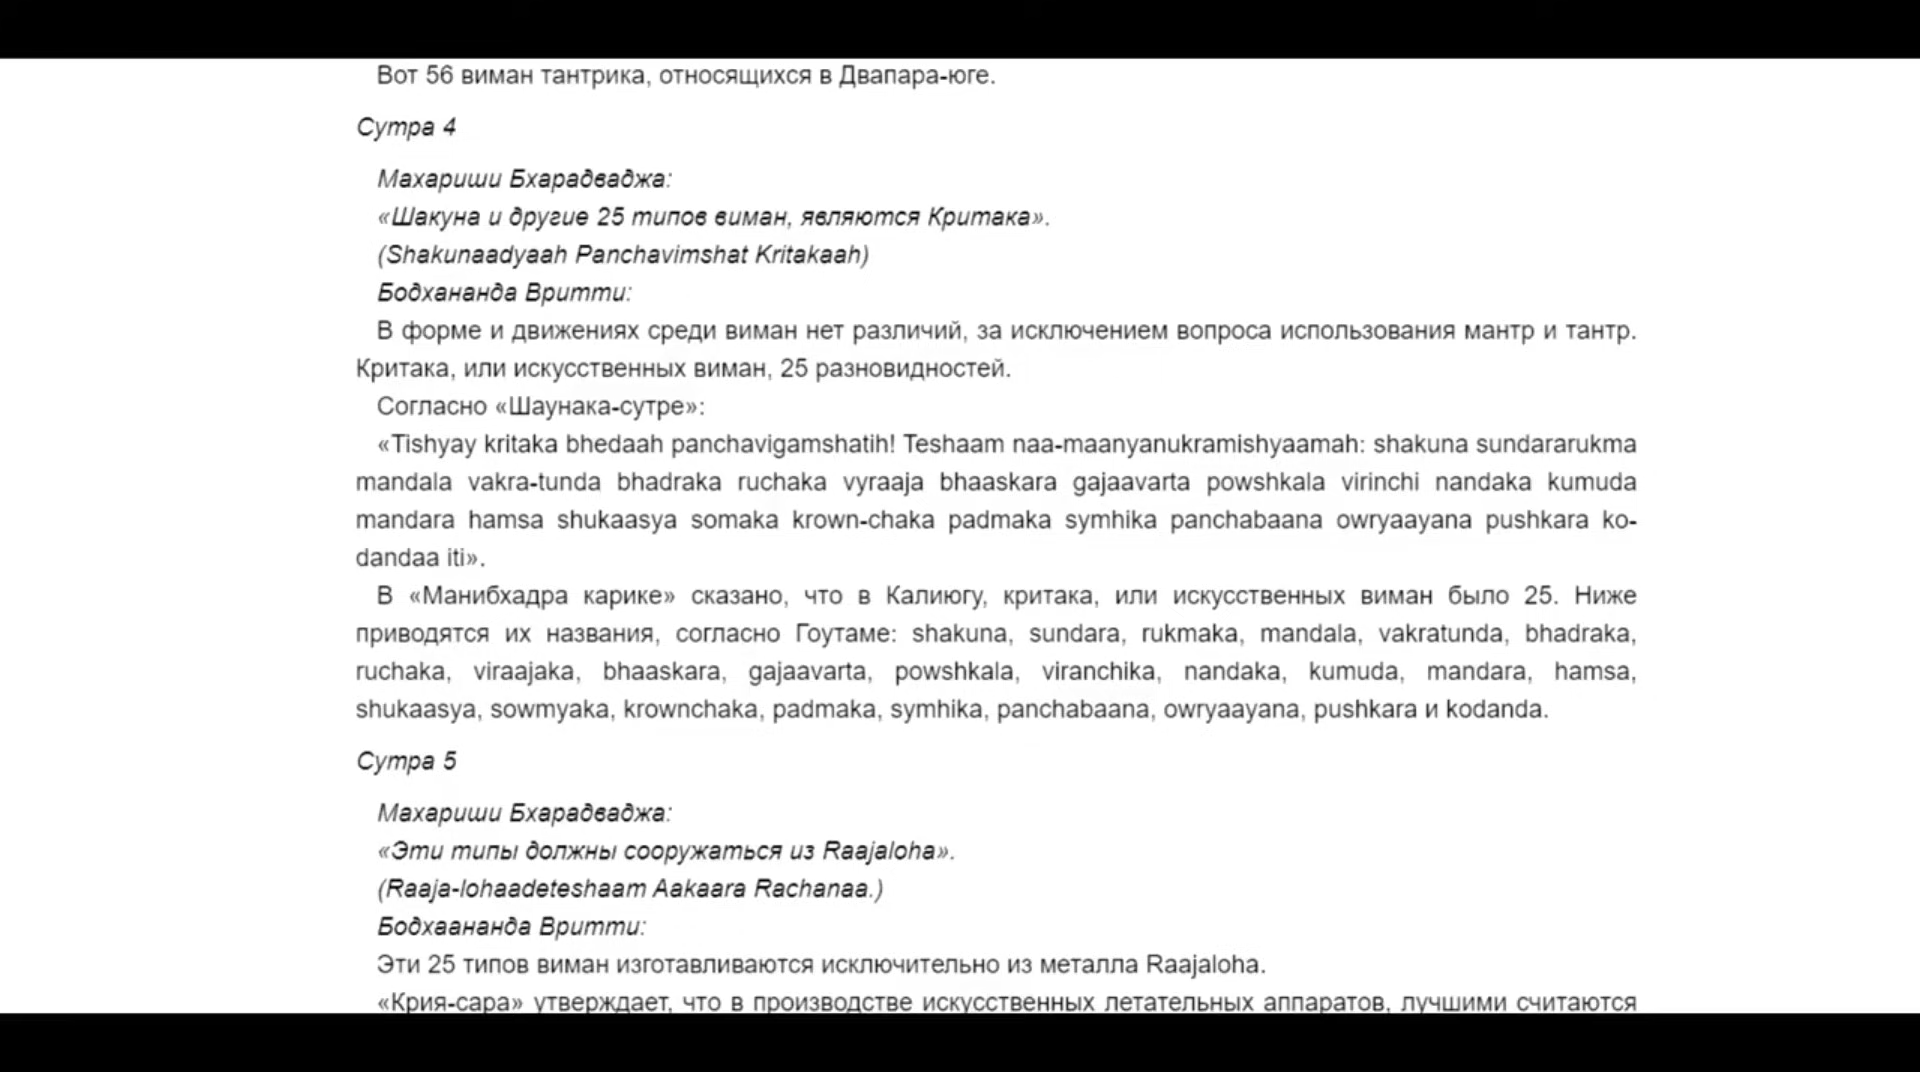 Вот 56 виман тантрика, относящихся в Двапара-юге.
Сутра 4
Махариши Бхарадваджа:
«Шакуна и другие 25 типов виман, являются Критака».
(Shakunaadyaah Panchavimshat Kritakaah)
Бодхананда Вритти:
В форме и движениях среди виман нет различий, за исключением вопроса использования мантр и тантр.
Критака, или искусственных виман, 25 разновидностей.
Согласно «Шаунака-сутре»:
«Tishyay kritaka bhedaah panchavigamshatih! Teshaam naa-maanyanukramishyaamah: shakuna sundararukma
mandala vakra-tunda bhadraka ruchaka vyraaja bhaaskara gajaavarta powshkala virinchi nandaka kumuda
mandara hamsa shukaasya somaka krown-chaka padmaka symhika panchabaana owryaayana pushkara ko-
dandaa iti».
В «Манибхадра карике» сказано, что в Калиюгу, критака, или искусственных виман было 25. Ниже
приводятся их названия, согласно Гоутаме: shakuna, sundara, rukmaka, mandala, vakratunda, bhadraka,
ruchaka, viraajaka, bhaaskara, gajaavarta, powshkala, viranchika, nandaka, kumuda, mandara, hamsa,
shukaasya, sowmyaka, krownchaka, padmaka, symhika, panchabaana, owryaayana, pushkara и kodanda.
Сутра 5
Махариши Бхарадваджа:
«Эти типы должны сооружаться из Raajaloha».
(Raaja-lohaadeteshaam Aakaara Rachanaa.)
Бодхаананда Вритти:
Эти 25 типов виман изготавливаются исключительно из металла Raajaloha.
«Крия-сара» утверждает, что в производстве искусственных летательных аппаратов, лучшими считаются